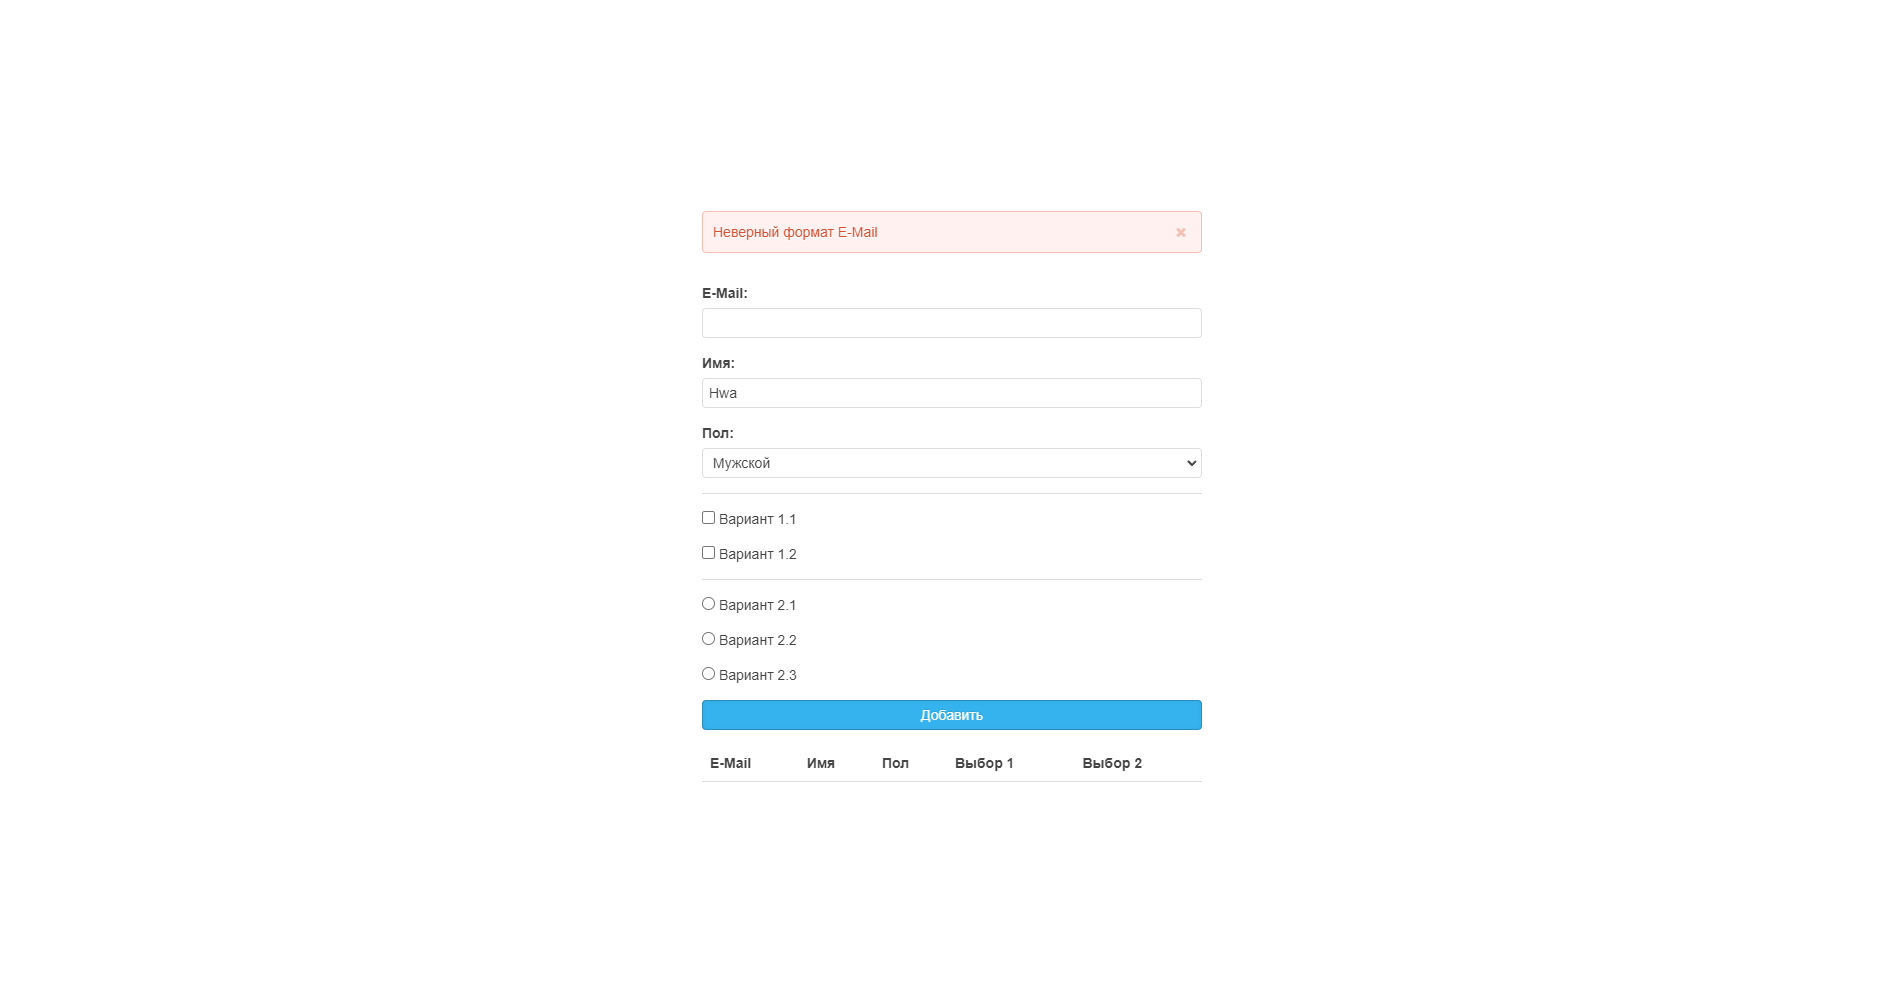 Неверный формат E-Mail
E-Mail:
Имя:
Hwa
Пол:
Мужской
Вариант 1.1
Вариант 1.2
Вариант 2.1
Вариант 2.2
Вариант 2.3
Добавить
E-Mail Имя Пол Выбор 1 Выбор 2